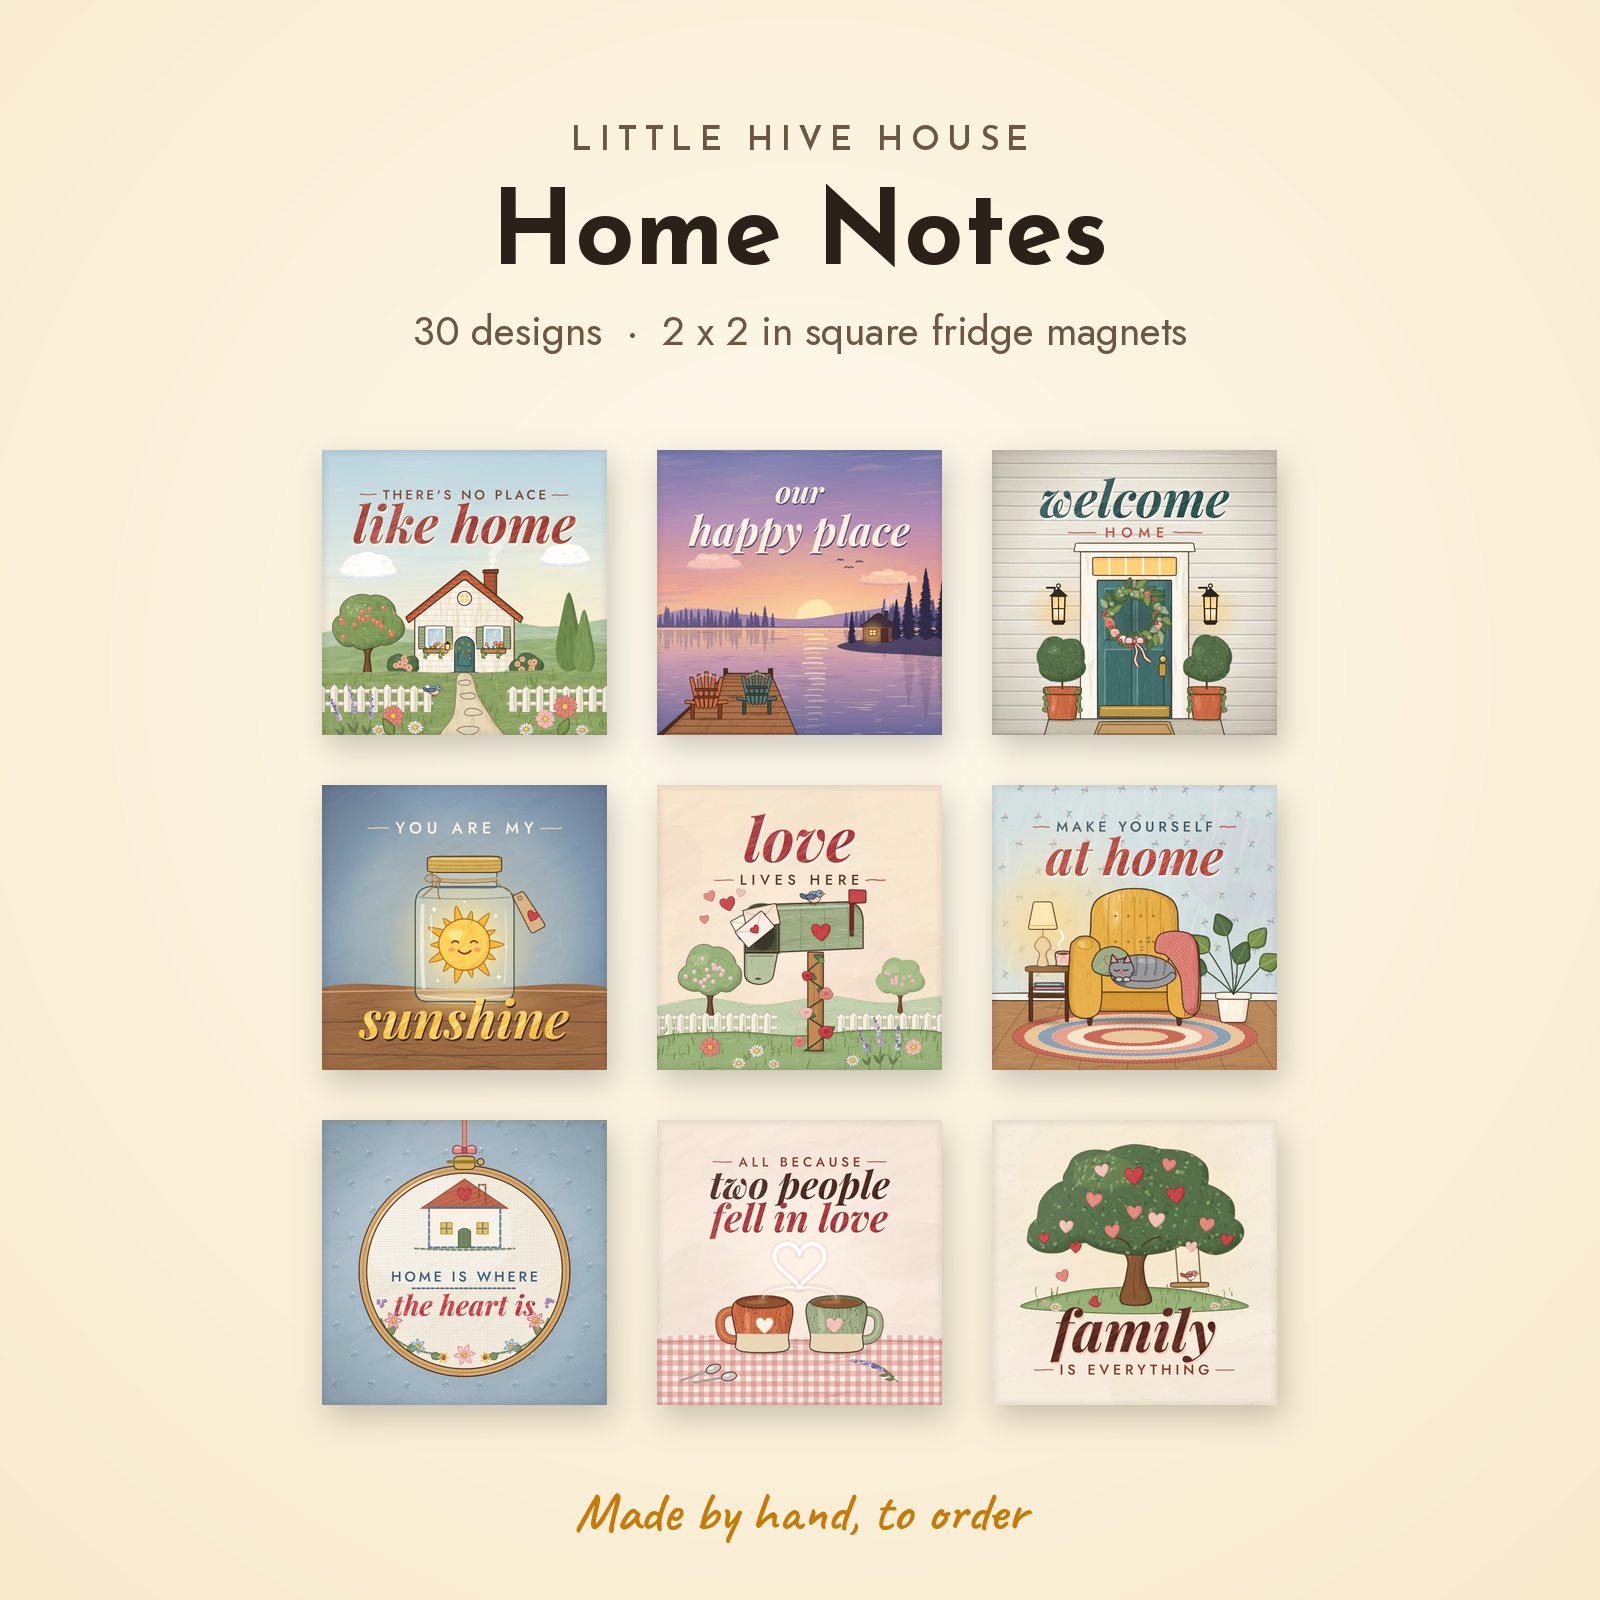 LITTLE HIVE HOUSE
Home Notes
30 designs · 2 x 2 in square fridge magnets
THERE'S NO PLACE
like home
our
happy place
welcome
HOME
YOU ARE MY
sunshine
love
LIVES HERE
MAKE YOURSELF
at home
HOME IS WHERE
the heart is
ALL BECAUSE
two people
fell in love
family
IS EVERYTHING
Made by hand, to order